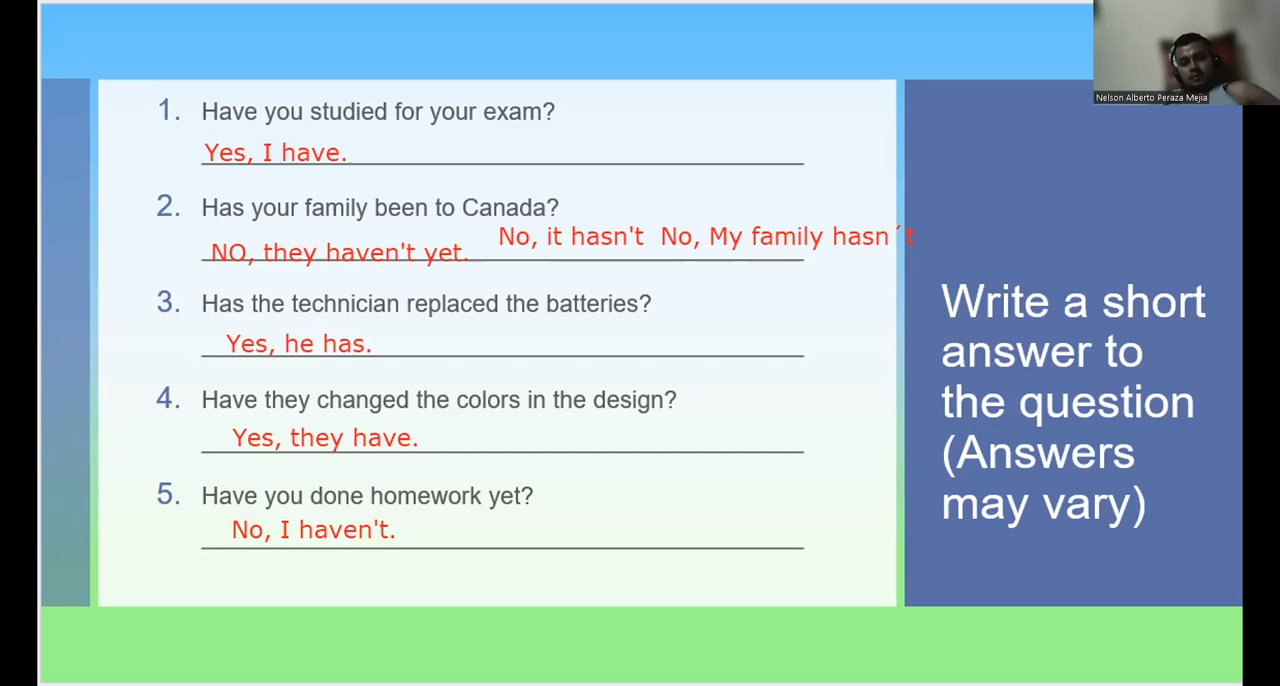 Nelson Alberto Peraza Mejia
1. Have you studied for your exam?
Yes, I have.
2. Has your family been to Canada?
NO, they haven't yet. No, it hasn't No, My family hasn´t
3. Has the technician replaced the batteries?
Yes, he has.
4. Have they changed the colors in the design?
Yes, they have.
5. Have you done homework yet?
No, I haven't.
Write a short
answer to
the question
(Answers
may vary)